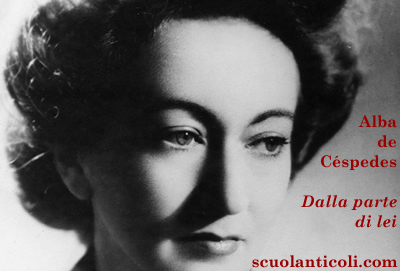 Alba
de
Céspedes
Dalla parte
di lei
scuolanticoli.com